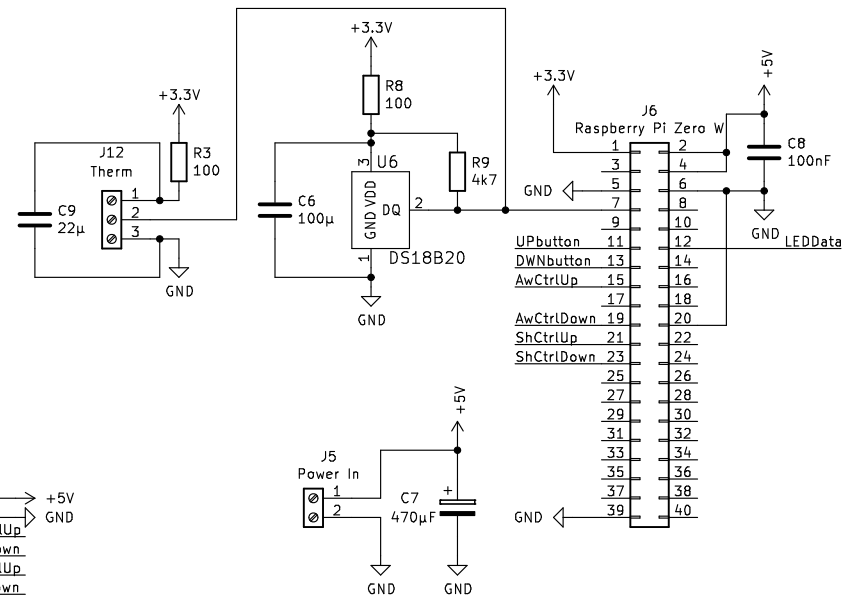 +3.3V
R8
100
+3.3V
R3
100
J12
Therm
1
2
3
C9
22μ
GND
3
U6
VDD
GND
DQ
2
1
DS18B20
R9
4k7
C6
100μ
GND
+3.3V
+5V
J6
Raspberry Pi Zero W
C8
100nF
GND
1 2
3 4
GND 5 6
7 8
9 10
UPbutton 11 12 LEDData
DWNbutton 13 14
AwCtrlUp 15 16
17 18
AwCtrlDown 19 20
ShCtrlUp 21 22
ShCtrlDown 23 24
25 26
27 28
29 30
31 32
33 34
35 36
37 38
GND 39 40
+5V
J5
Power In
1
2
C7
470μF
+
GND
GND
+5V
GND
lUp
own
lUp
own